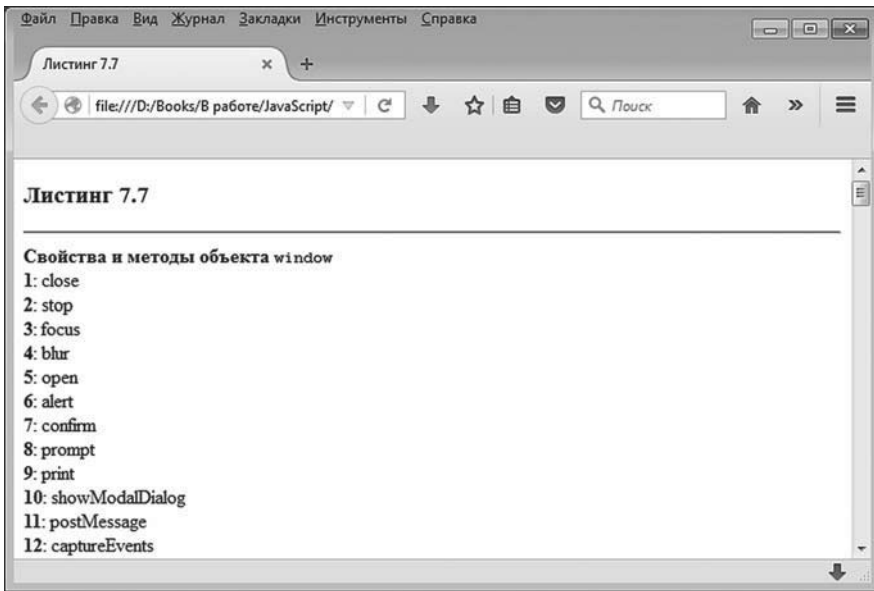 Файл Правка Вид Журнал Закладки Инструменты Справка
Листинг 7.7
file:///D:/Books/В работе/JavaScript/
Поиск
Листинг 7.7
Свойства и методы объекта window
1: close
2: stop
3: focus
4: blur
5: open
6: alert
7: confirm
8: prompt
9: print
10: showModalDialog
11: postMessage
12: captureEvents